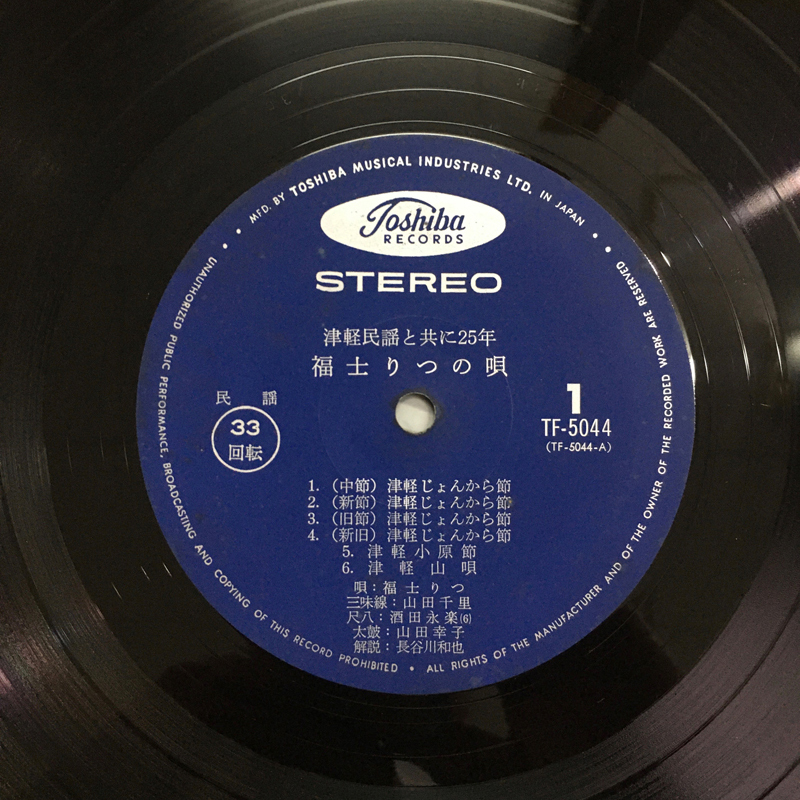 MFD. BY TOSHIBA MUSICAL INDUSTRIES LTD. IN JAPAN
Toshiba
RECORDS
STEREO
津軽民謡と共に25年
福士りつの唄
民謡
33
回転
1
TF-5044
(TF-5044-A)
1. (中節) 津軽じょんから節
2. (新節) 津軽じょんから節
3. (旧節) 津軽じょんから節
4. (新旧) 津軽じょんから節
5. 津軽小原節
6. 津軽山唄
唄：福士りつ
三味線：山田千里
尺八：酒田永楽(6)
太鼓：山田幸子
解説：長谷川和也
UNAUTHORIZED PUBLIC PERFORMANCE, BROADCASTING AND COPYING OF THIS RECORD PROHIBITED • ALL RIGHTS OF THE MANUFACTURER AND OF THE OWNER OF THE RECORDED WORK ARE RESERVED